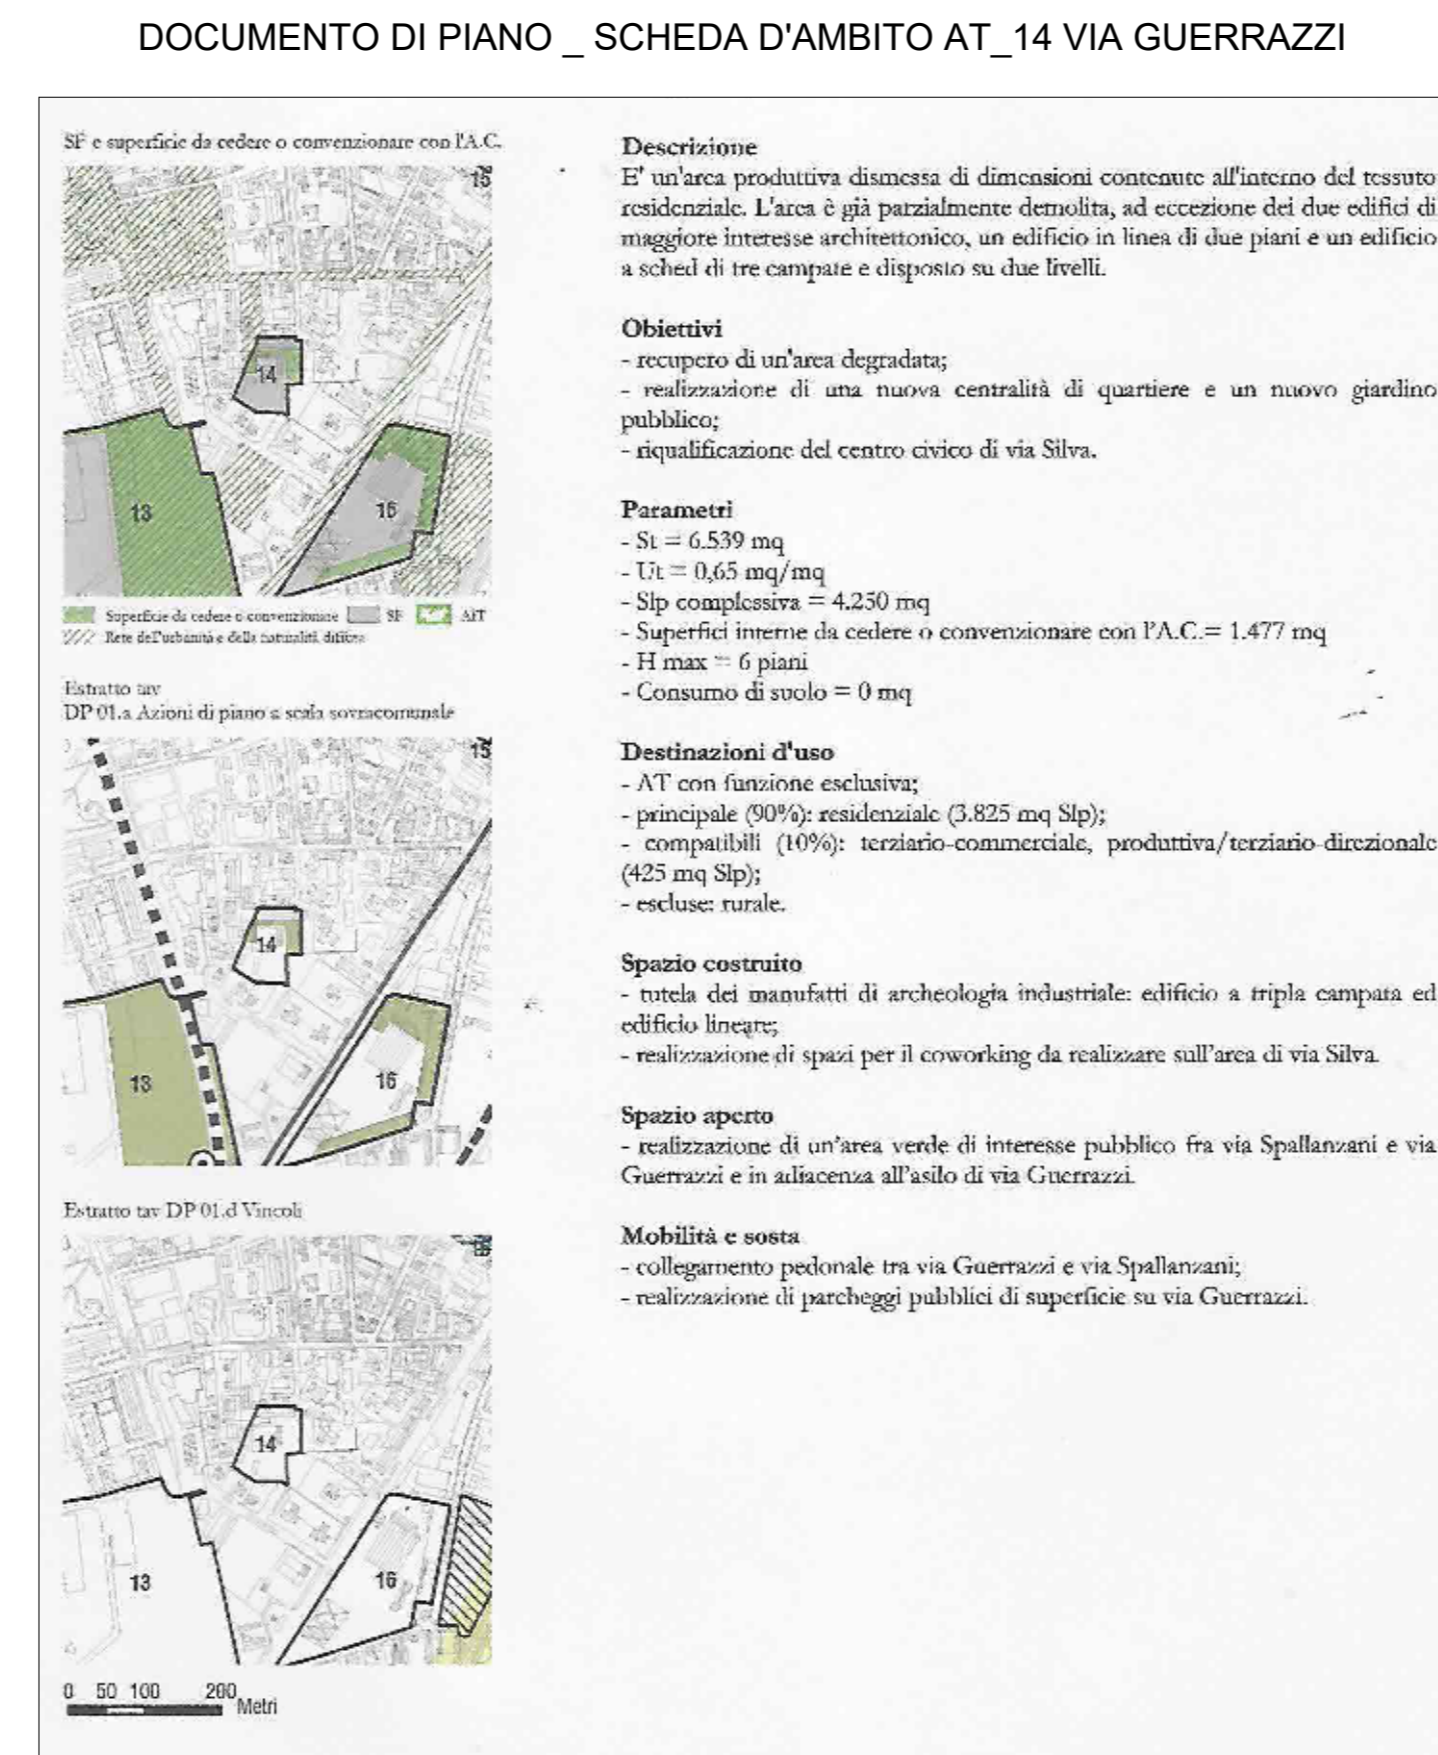 DOCUMENTO DI PIANO _ SCHEDA D'AMBITO AT_14 VIA GUERRAZZI
SF e superficie da cedere o convenzionare con l'A.C.
15
14
13
16
Superficie da cedere o convenzionare SF AIT
Rete dell'urbanità e della naturalità diffusa
Estratto tav
DP 01.a Azioni di piano a scala sovracomunale
15
14
13
16
Estratto tav DP 01.d Vincoli
14
13
16
0 50 100 200 Metri
Descrizione
E' un'area produttiva dismessa di dimensioni contenute all'interno del tessuto
residenziale. L'area è già parzialmente demolita, ad eccezione dei due edifici di
maggiore interesse architettonico, un edificio in linea di due piani e un edificio
a sched di tre campate e disposto su due livelli.
Obiettivi
- recupero di un'area degradata;
- realizzazione di una nuova centralità di quartiere e un nuovo giardino
pubblico;
- riqualificazione del centro civico di via Silva.
Parametri
- St = 6.539 mq
- Ut = 0,65 mq/mq
- Slp complessiva = 4.250 mq
- Superfici interne da cedere o convenzionare con l'A.C.= 1.477 mq
- H max = 6 piani
- Consumo di suolo = 0 mq
Destinazioni d'uso
- AT con funzione esclusiva;
- principale (90%): residenziale (3.825 mq Slp);
- compatibili (10%): terziario-commerciale, produttiva/terziario-direzionale
(425 mq Slp);
- escluse: rurale.
Spazio costruito
- tutela dei manufatti di archeologia industriale: edificio a tripla campata ed
edificio lineare;
- realizzazione di spazi per il coworking da realizzare sull'area di via Silva.
Spazio aperto
- realizzazione di un'area verde di interesse pubblico fra via Spallanzani e via
Guerrazzi e in adiacenza all'asilo di via Guerrazzi.
Mobilità e sosta
- collegamento pedonale tra via Guerrazzi e via Spallanzani;
- realizzazione di parcheggi pubblici di superficie su via Guerrazzi.